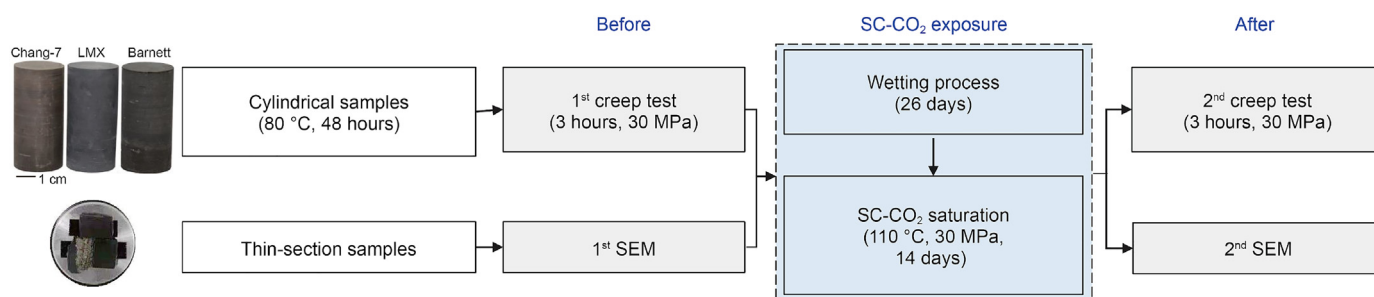 Before
SC-CO₂ exposure
After
Chang-7 LMX Barnett
1 cm
Cylindrical samples
(80 °C, 48 hours)
1st creep test
(3 hours, 30 MPa)
Wetting process
(26 days)
2nd creep test
(3 hours, 30 MPa)
Thin-section samples
1st SEM
SC-CO₂ saturation
(110 °C, 30 MPa,
14 days)
2nd SEM